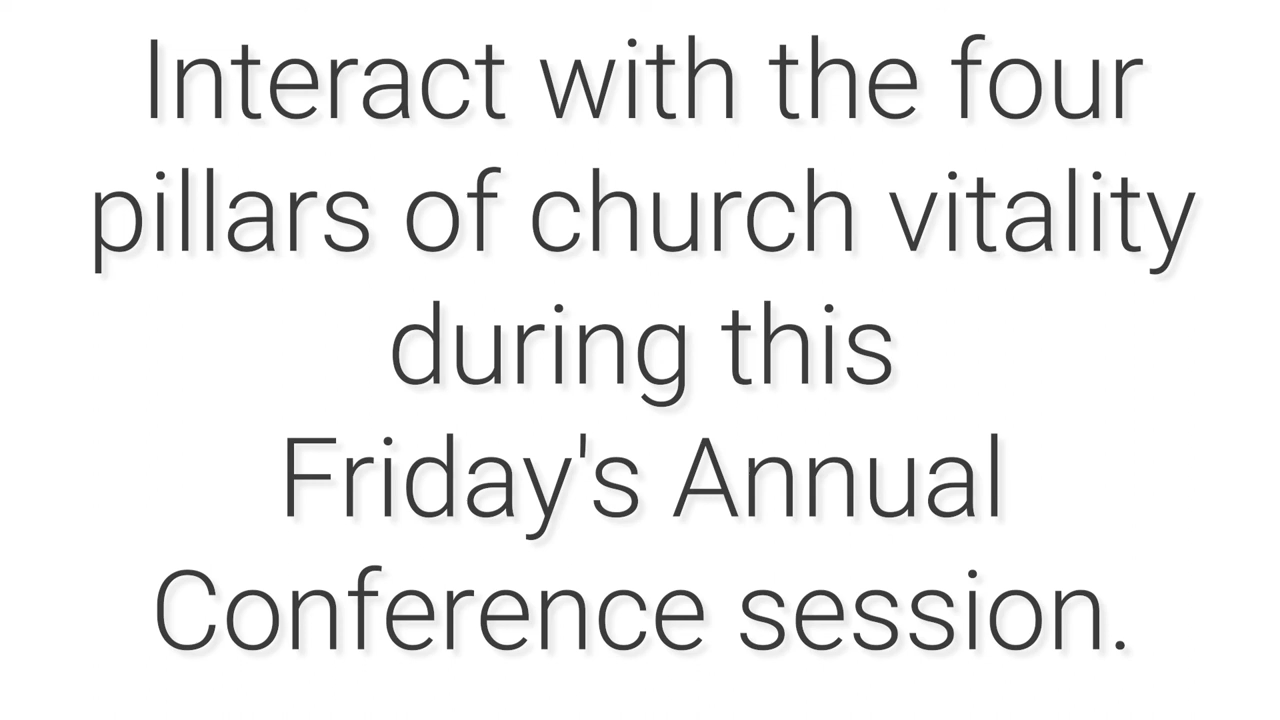 Interact with the four
pillars of church vitality
during this
Friday's Annual
Conference session.